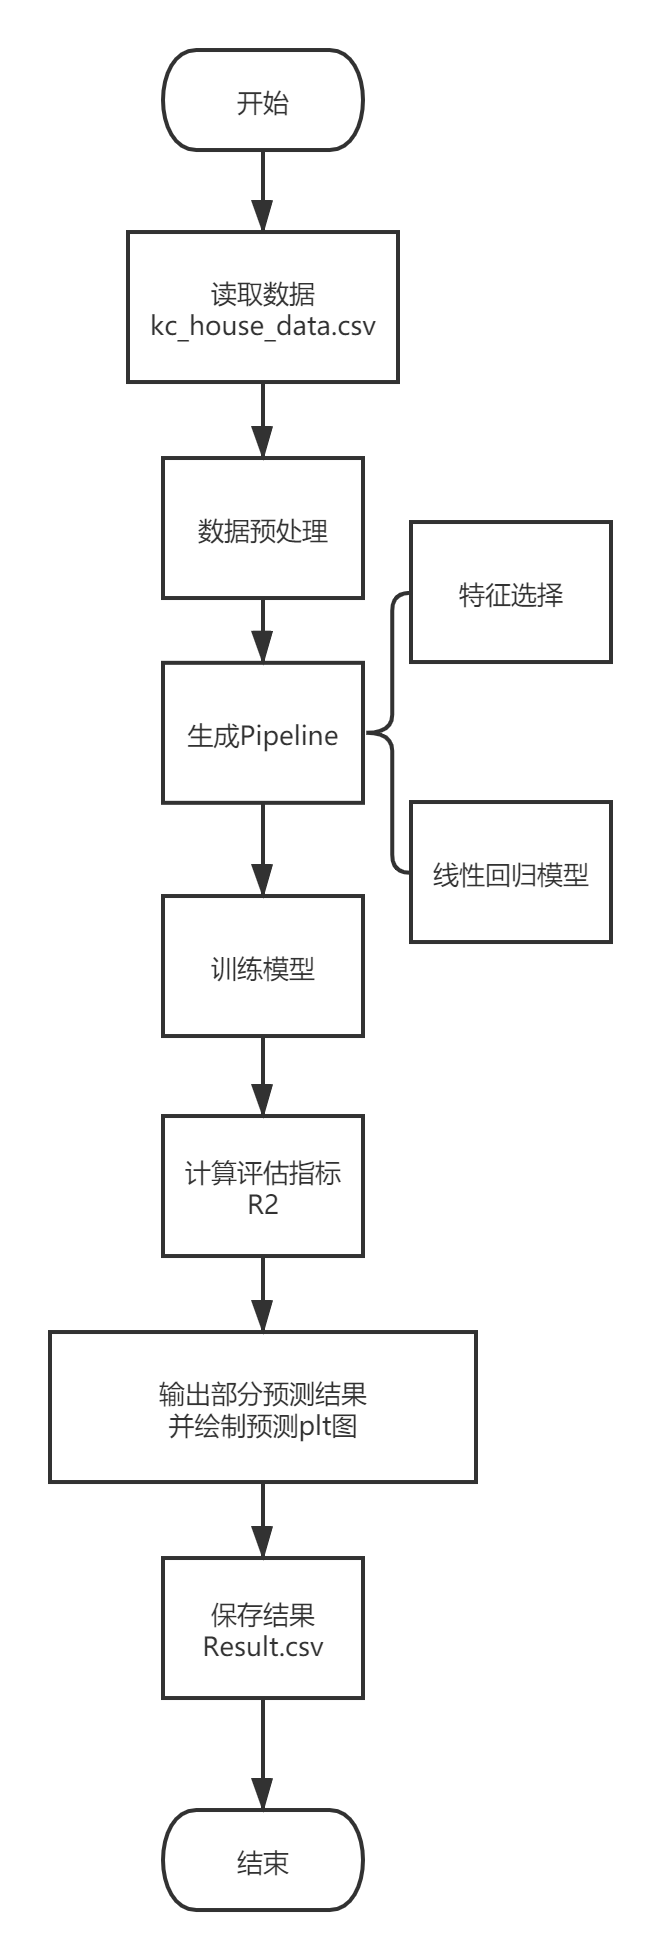 开始
读取数据
kc_house_data.csv
数据预处理
特征选择
生成Pipeline
线性回归模型
训练模型
计算评估指标
R2
输出部分预测结果
并绘制预测plt图
保存结果
Result.csv
结束